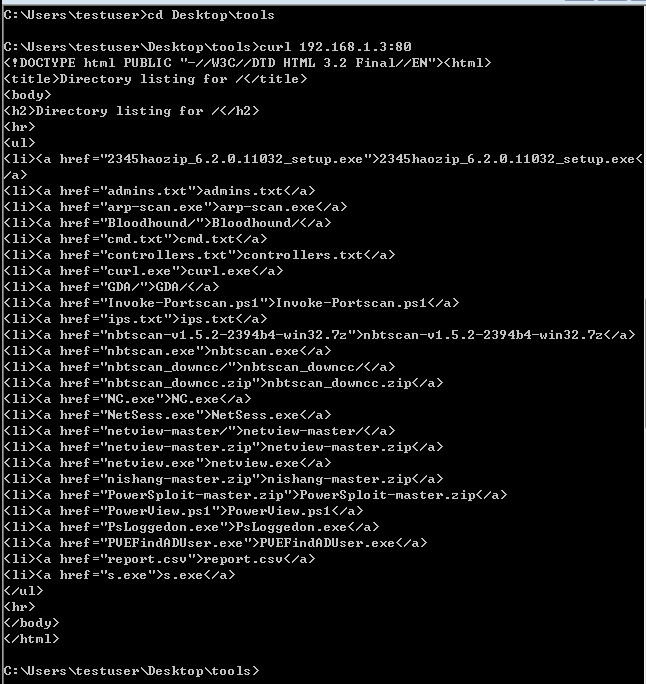 C:\Users\testuser>cd Desktop\tools
C:\Users\testuser\Desktop\tools>curl 192.168.1.3:80
<!DOCTYPE html PUBLIC "-//W3C//DTD HTML 3.2 Final//EN"><html>
<title>Directory listing for /</title>
<body>
<h2>Directory listing for /</h2>
<hr>
<ul>
<li><a href="2345haozip_6.2.0.11032_setup.exe">2345haozip_6.2.0.11032_setup.exe<
/a>
<li><a href="admins.txt">admins.txt</a>
<li><a href="arp-scan.exe">arp-scan.exe</a>
<li><a href="Bloodhound/">Bloodhound/</a>
<li><a href="cmd.txt">cmd.txt</a>
<li><a href="controllers.txt">controllers.txt</a>
<li><a href="curl.exe">curl.exe</a>
<li><a href="GDA/">GDA/</a>
<li><a href="Invoke-Portscan.ps1">Invoke-Portscan.ps1</a>
<li><a href="ips.txt">ips.txt</a>
<li><a href="nbtscan-v1.5.2-2394b4-win32.7z">nbtscan-v1.5.2-2394b4-win32.7z</a>
<li><a href="nbtscan.exe">nbtscan.exe</a>
<li><a href="nbtscan_downcc/">nbtscan_downcc/</a>
<li><a href="nbtscan_downcc.zip">nbtscan_downcc.zip</a>
<li><a href="NC.exe">NC.exe</a>
<li><a href="NetSess.exe">NetSess.exe</a>
<li><a href="netview-master/">netview-master/</a>
<li><a href="netview-master.zip">netview-master.zip</a>
<li><a href="netview.exe">netview.exe</a>
<li><a href="nishang-master.zip">nishang-master.zip</a>
<li><a href="PowerSploit-master.zip">PowerSploit-master.zip</a>
<li><a href="PowerView.ps1">PowerView.ps1</a>
<li><a href="PsLoggedon.exe">PsLoggedon.exe</a>
<li><a href="PVEFindADUser.exe">PVEFindADUser.exe</a>
<li><a href="report.csv">report.csv</a>
<li><a href="s.exe">s.exe</a>
</ul>
<hr>
</body>
</html>
C:\Users\testuser\Desktop\tools>